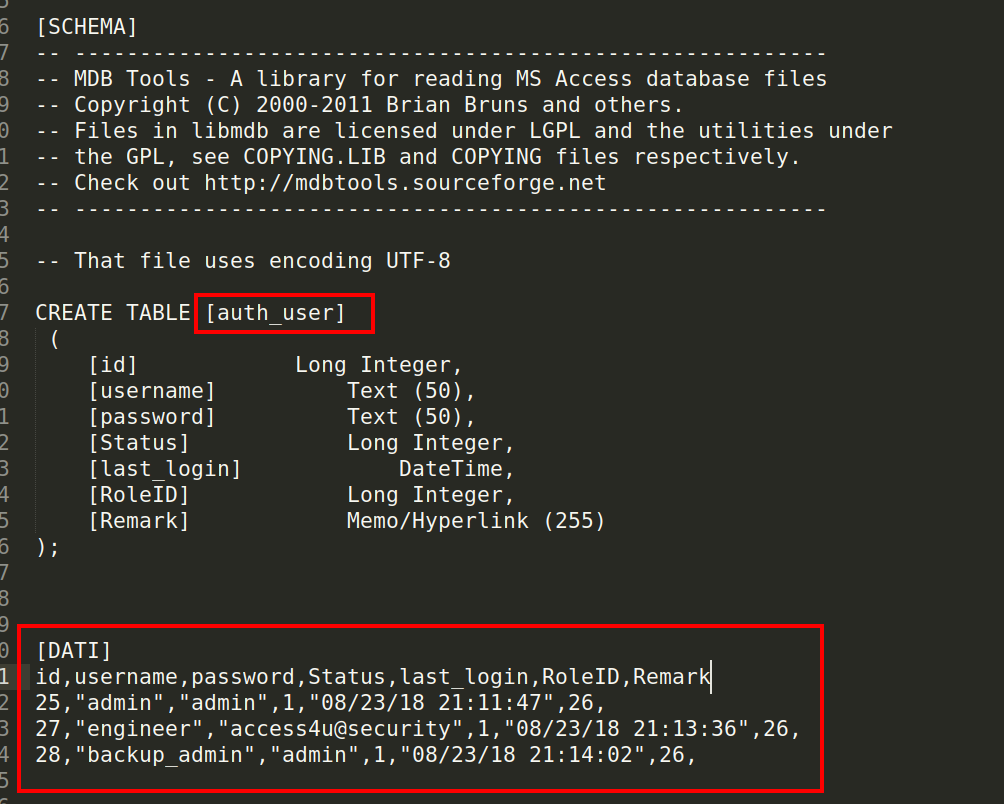 6 [SCHEMA]
7 -- ----------------------------------------------------------
8 -- MDB Tools - A library for reading MS Access database files
9 -- Copyright (C) 2000-2011 Brian Bruns and others.
0 -- Files in libmdb are licensed under LGPL and the utilities under
1 -- the GPL, see COPYING.LIB and COPYING files respectively.
2 -- Check out http://mdbtools.sourceforge.net
3 -- ----------------------------------------------------------
4
5 -- That file uses encoding UTF-8
6
7 CREATE TABLE [auth_user]
8 (
9 [id] Long Integer,
0 [username] Text (50),
1 [password] Text (50),
2 [Status] Long Integer,
3 [last_login] DateTime,
4 [RoleID] Long Integer,
5 [Remark] Memo/Hyperlink (255)
6 );
7
8
9
0 [DATI]
1 id,username,password,Status,last_login,RoleID,Remark
2 25,"admin","admin",1,"08/23/18 21:11:47",26,
3 27,"engineer","access4u@security",1,"08/23/18 21:13:36",26,
4 28,"backup_admin","admin",1,"08/23/18 21:14:02",26,
5